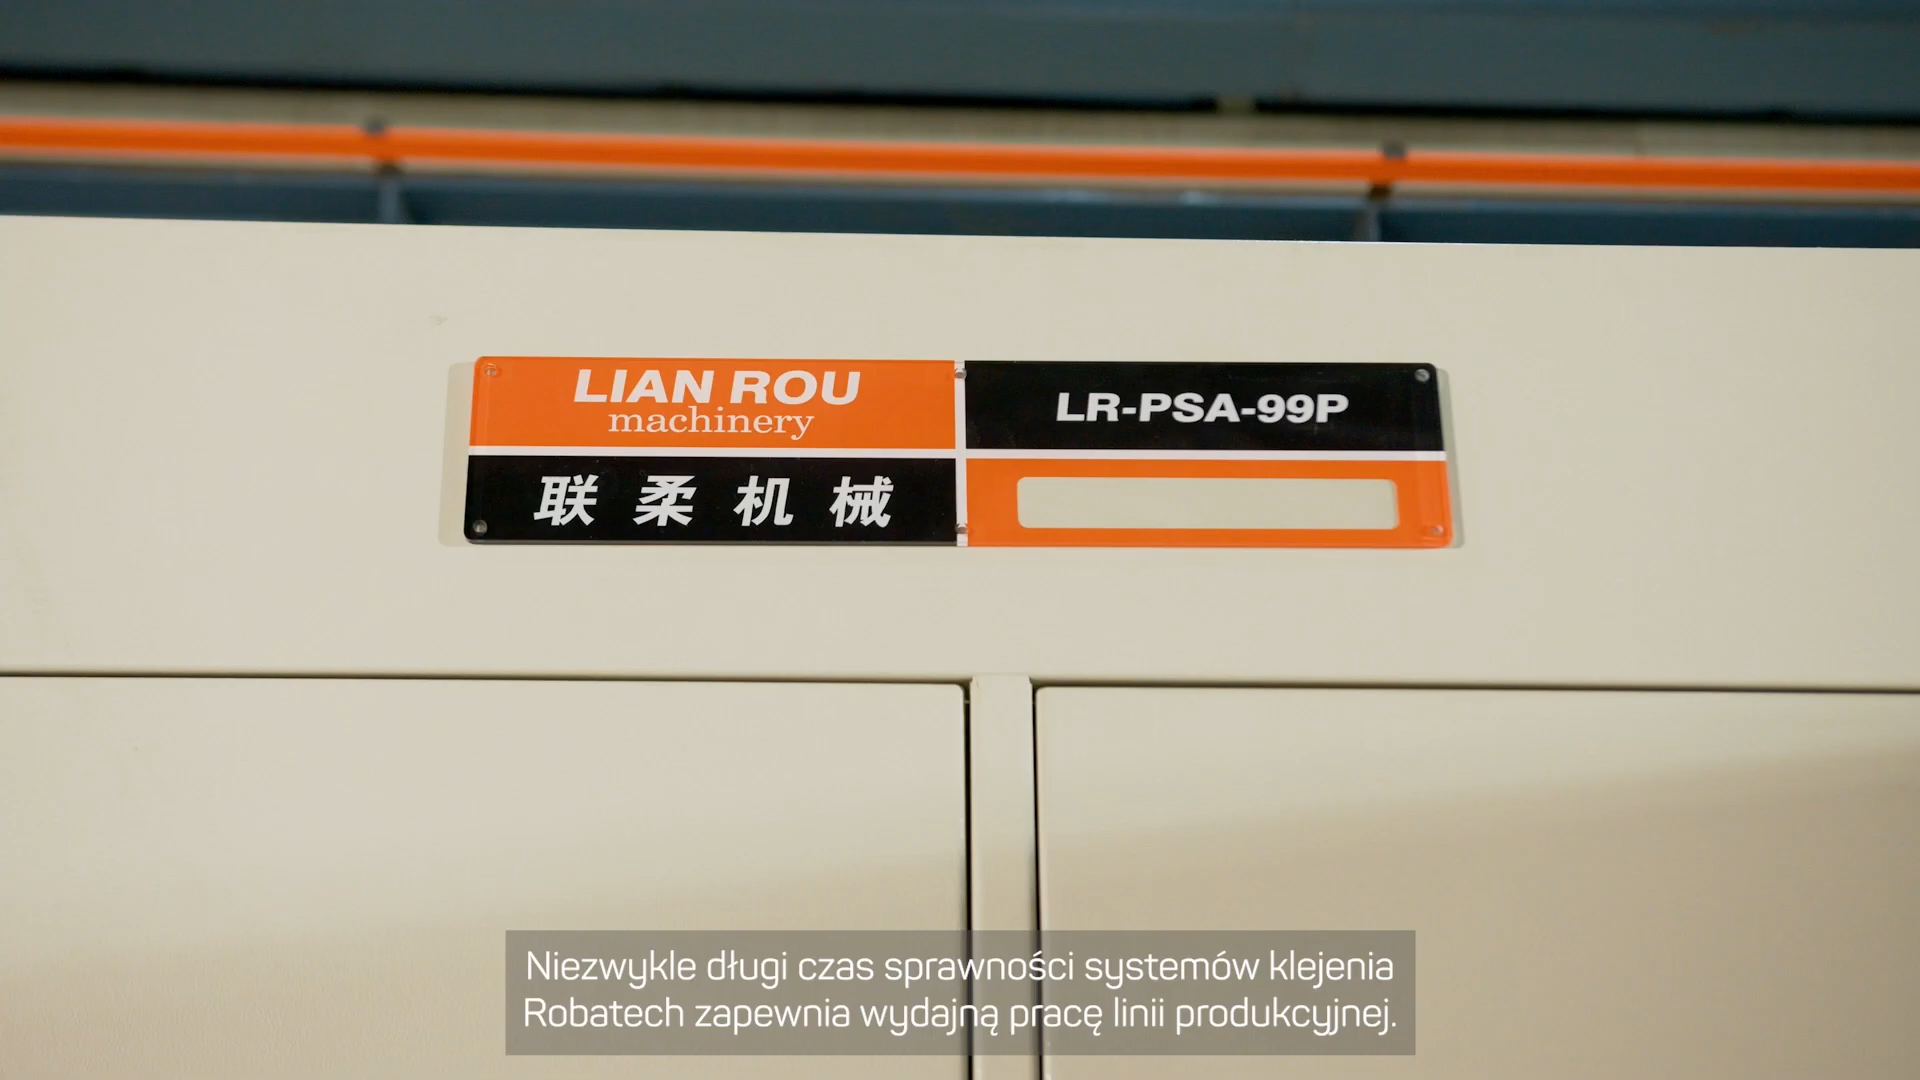 LIAN ROU
machinery
LR-PSA-99P
联柔机械
Niezwykle długi czas sprawności systemów klejenia
Robatech zapewnia wydajną pracę linii produkcyjnej.